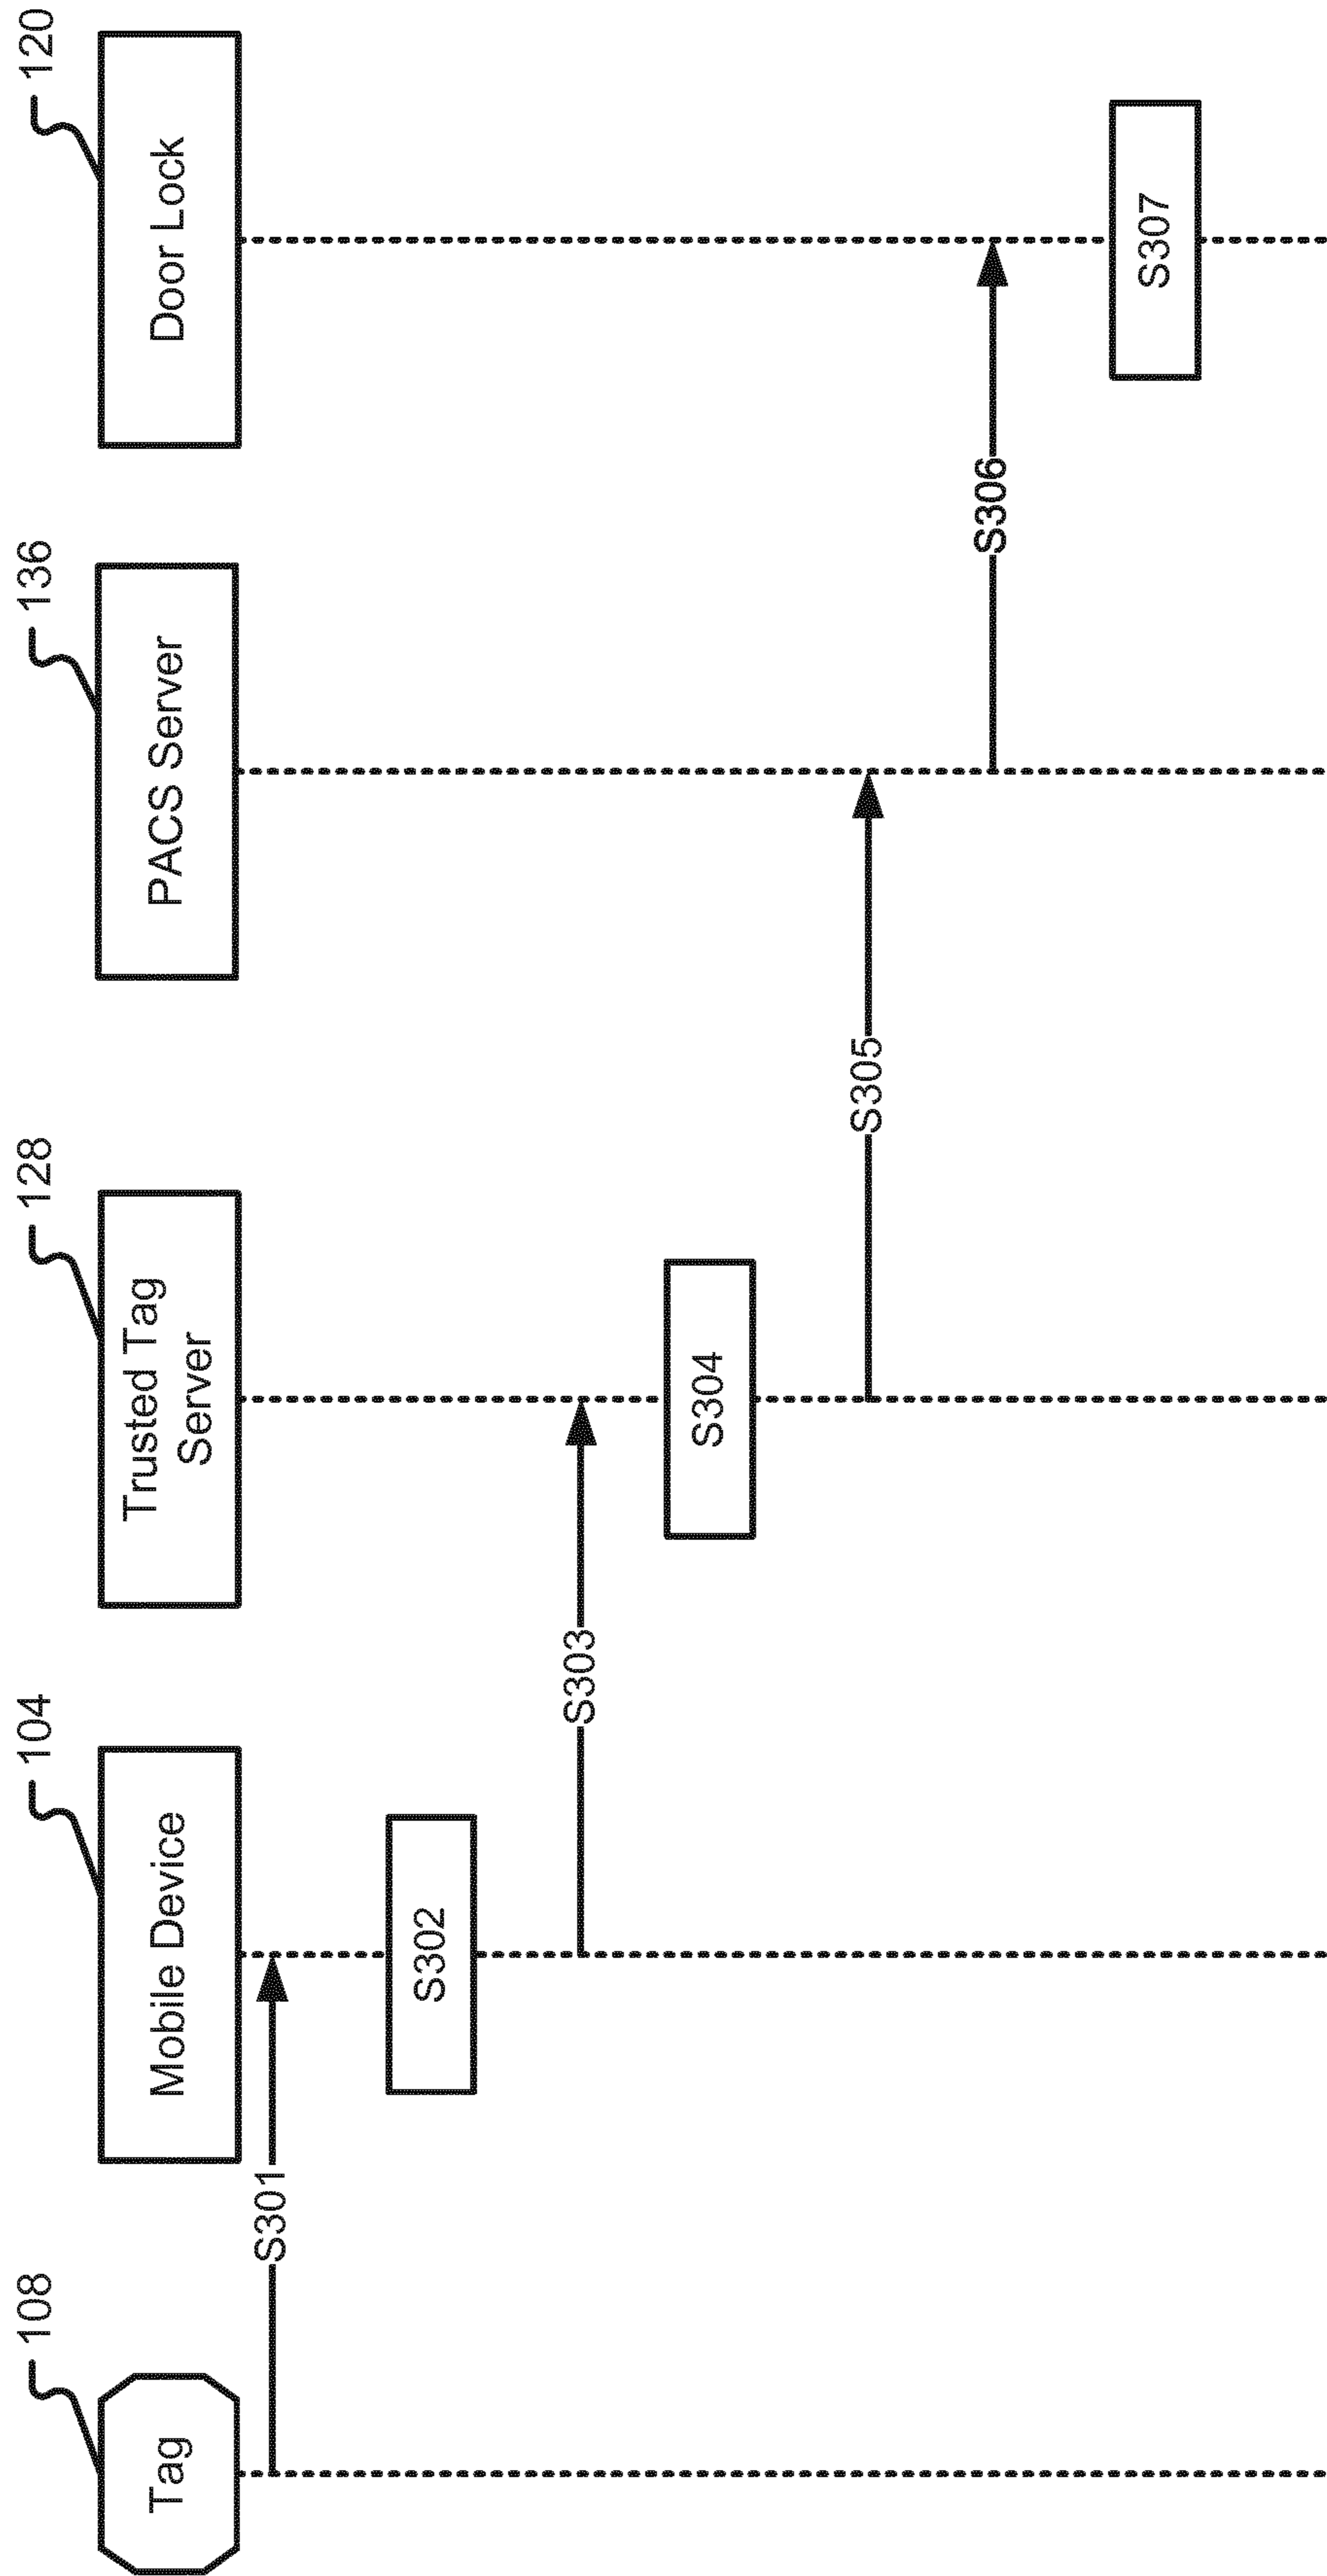 108
104
128
136
120
Tag
Mobile Device
Trusted Tag
Server
PACS Server
Door Lock
S301
S302
S303
S304
S305
S306
S307